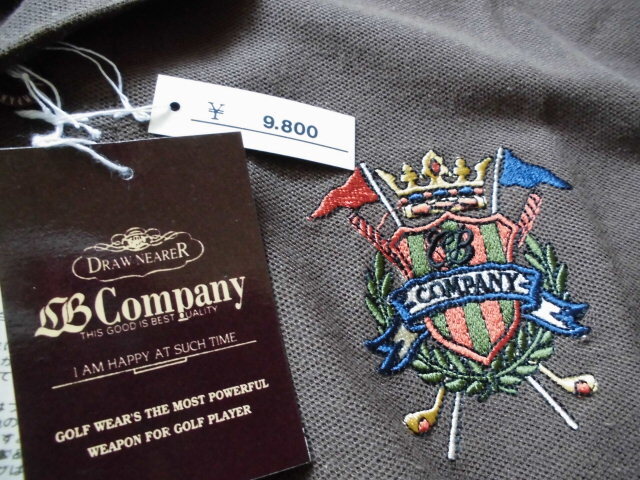 ¥ 9.800
DRAW NEARER
CB Company
THIS GOOD IS BEST QUALITY
I AM HAPPY AT SUCH TIME
GOLF WEAR'S THE MOST POWERFUL
WEAPON FOR GOLF PLAYER
CB
COMPANY